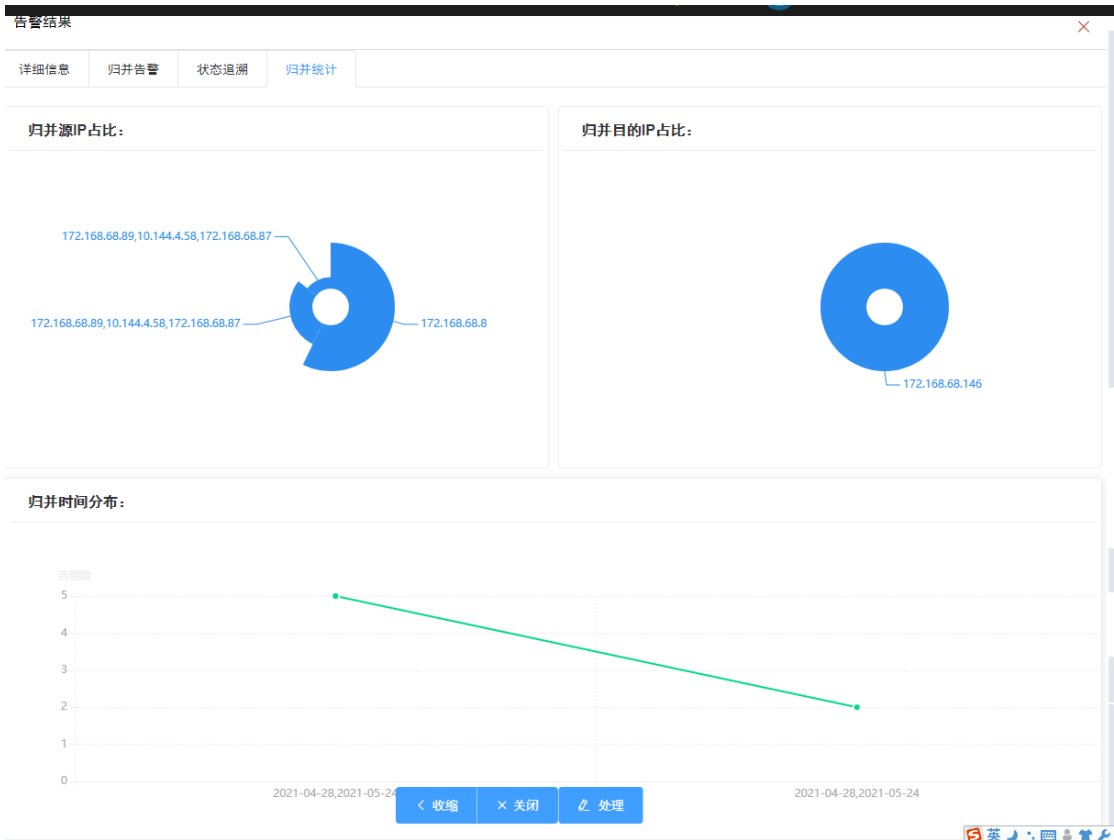 告警结果
详细信息 归并告警 状态追溯 归并统计
归并源IP占比： 归并目的IP占比：
172.168.68.89,10.144.4.58,172.168.68.87
172.168.68.89,10.144.4.58,172.168.68.87
172.168.68.8
172.168.68.146
归并时间分布：
告警数
5
4
3
2
1
0
2021-04-28,2021-05-24 2021-04-28,2021-05-24
收缩 关闭 处理
英